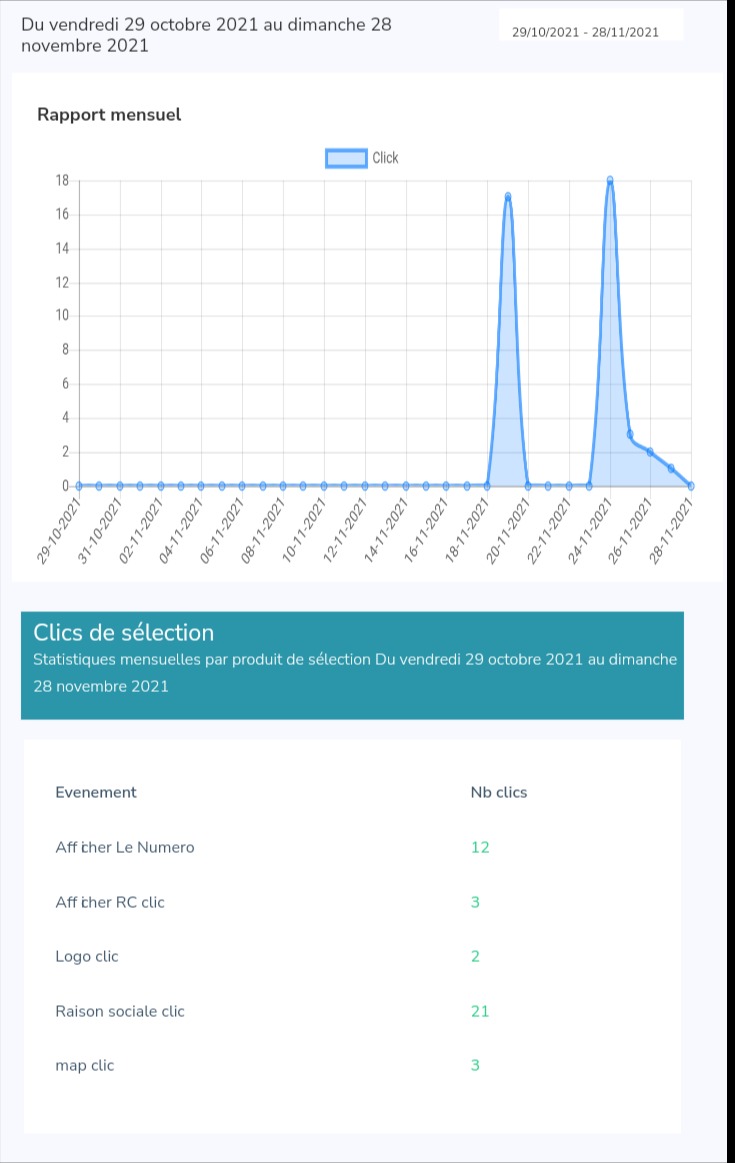 Du vendredi 29 octobre 2021 au dimanche 28
novembre 2021
29/10/2021 - 28/11/2021
Rapport mensuel
Click
18
16
14
12
10
8
6
4
2
0
29-10-2021
31-10-2021
02-11-2021
04-11-2021
06-11-2021
08-11-2021
10-11-2021
12-11-2021
14-11-2021
16-11-2021
18-11-2021
20-11-2021
22-11-2021
24-11-2021
26-11-2021
28-11-2021
Clics de sélection
Statistiques mensuelles par produit de sélection Du vendredi 29 octobre 2021 au dimanche
28 novembre 2021
Evenement Nb clics
Afficher Le Numero 12
Afficher RC clic 3
Logo clic 2
Raison sociale clic 21
map clic 3